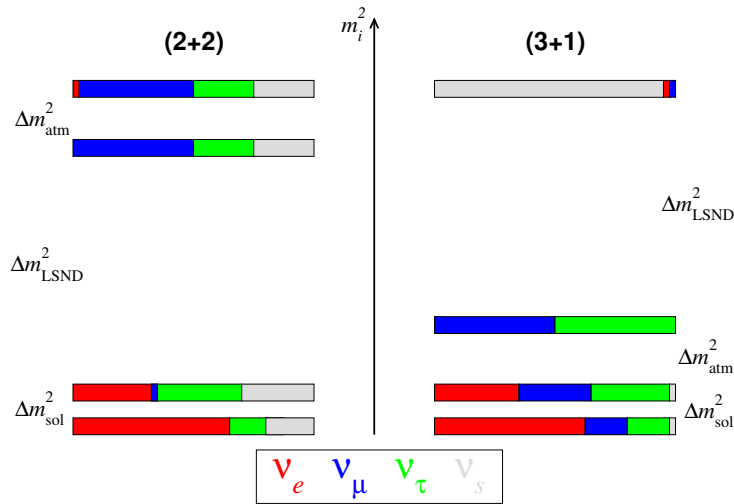 (2+2)
m_i^2
(3+1)
Δm^2_atm
Δm^2_LSND
Δm^2_sol
Δm^2_LSND
Δm^2_atm
Δm^2_sol
ν_e ν_μ ν_τ ν_s